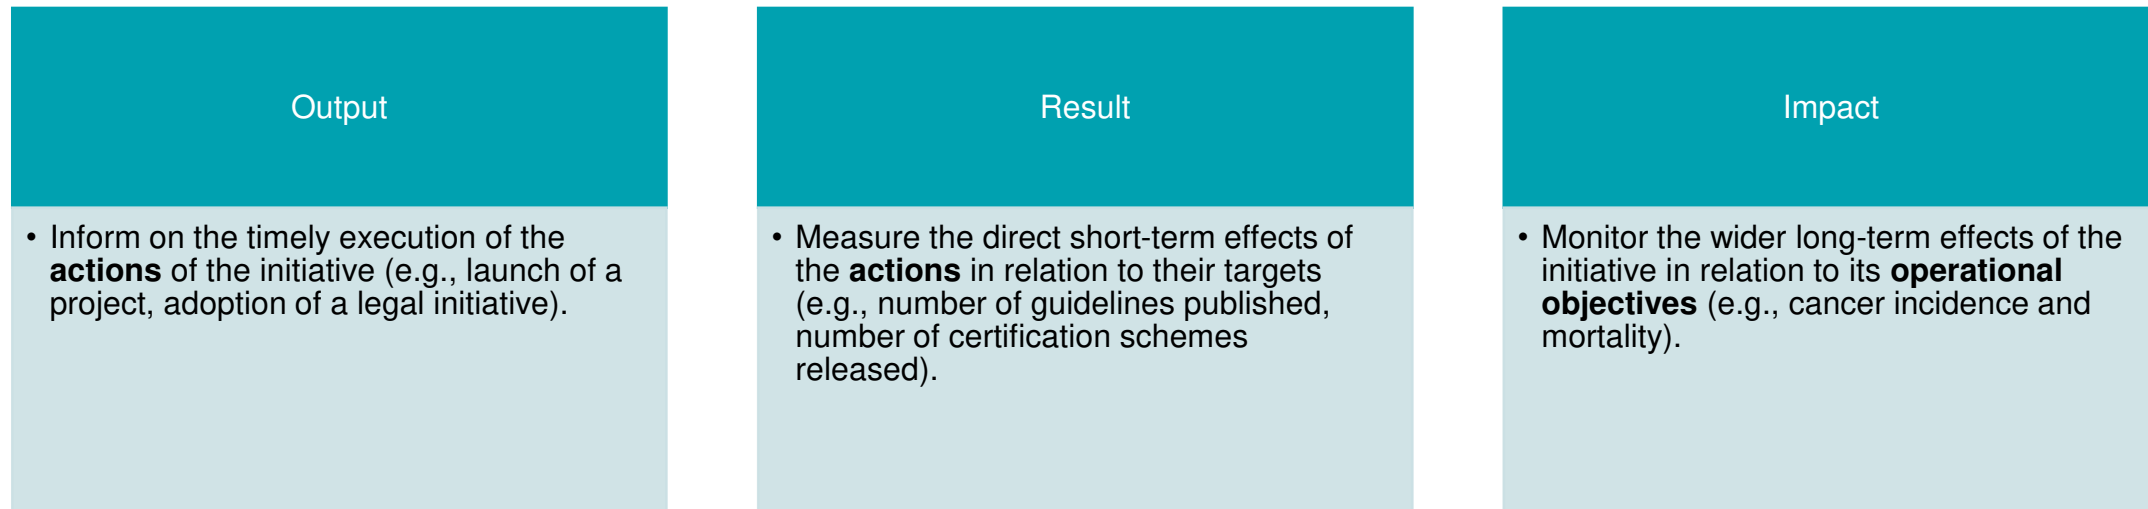 Output
• Inform on the timely execution of the
actions of the initiative (e.g., launch of a
project, adoption of a legal initiative).
Result
• Measure the direct short-term effects of
the actions in relation to their targets
(e.g., number of guidelines published,
number of certification schemes
released).
Impact
• Monitor the wider long-term effects of the
initiative in relation to its operational
objectives (e.g., cancer incidence and
mortality).